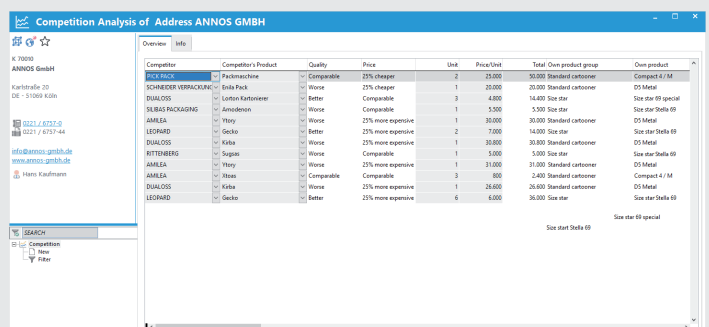 Competition Analysis of Address ANNOS GMBH
K 70010
ANNOS GmbH
Karlstraße 20
DE - 51069 Köln
0221 / 6757-0
0221 / 6757-44
info@annos-gmbh.de
www.annos-gmbh.de
Hans Kaufmann
SEARCH
Competition
New
Filter
Overview Info
Competitor Competitor's Product Quality Price Unit Price/Unit Total Own product group Own product
PICK PACK Packmaschine Comparable 25% cheaper 2 25.000 50.000 Standard cartooner Compact 4 / M
SCHNEIDER VERPACKUNG Enila Pack Worse 25% cheaper 1 20.000 20.000 Standard cartooner D5 Metal
DUALOSS Lorton Kartonierer Better Comparable 3 4.800 14.400 Size star Size star 69 special
SILIBAS PACKAGING Amodenon Worse Comparable 1 5.500 5.500 Size star Size star Stella 69
AMILEA Ytory Worse 25% more expensive 1 30.000 30.000 Standard cartooner D5 Metal
LEOPARD Gecko Better 25% more expensive 2 7.000 14.000 Size star Size star Stella 69
DUALOSS Kirba Worse 25% more expensive 1 30.800 30.800 Standard cartooner D5 Metal
RITTENBERG Sugsas Worse Comparable 1 5.000 5.000 Size star Size star Stella 69
AMILEA Ytory Worse 25% more expensive 1 31.000 31.000 Standard cartooner D5 Metal
AMILEA Xtoas Comparable Comparable 3 800 2.400 Standard cartooner Compact 4 / M
DUALOSS Kirba Worse 25% more expensive 1 26.600 26.600 Standard cartooner D5 Metal
LEOPARD Gecko Better 25% more expensive 6 6.000 36.000 Size star Size star Stella 69
Size star 69 special
Size start Stella 69